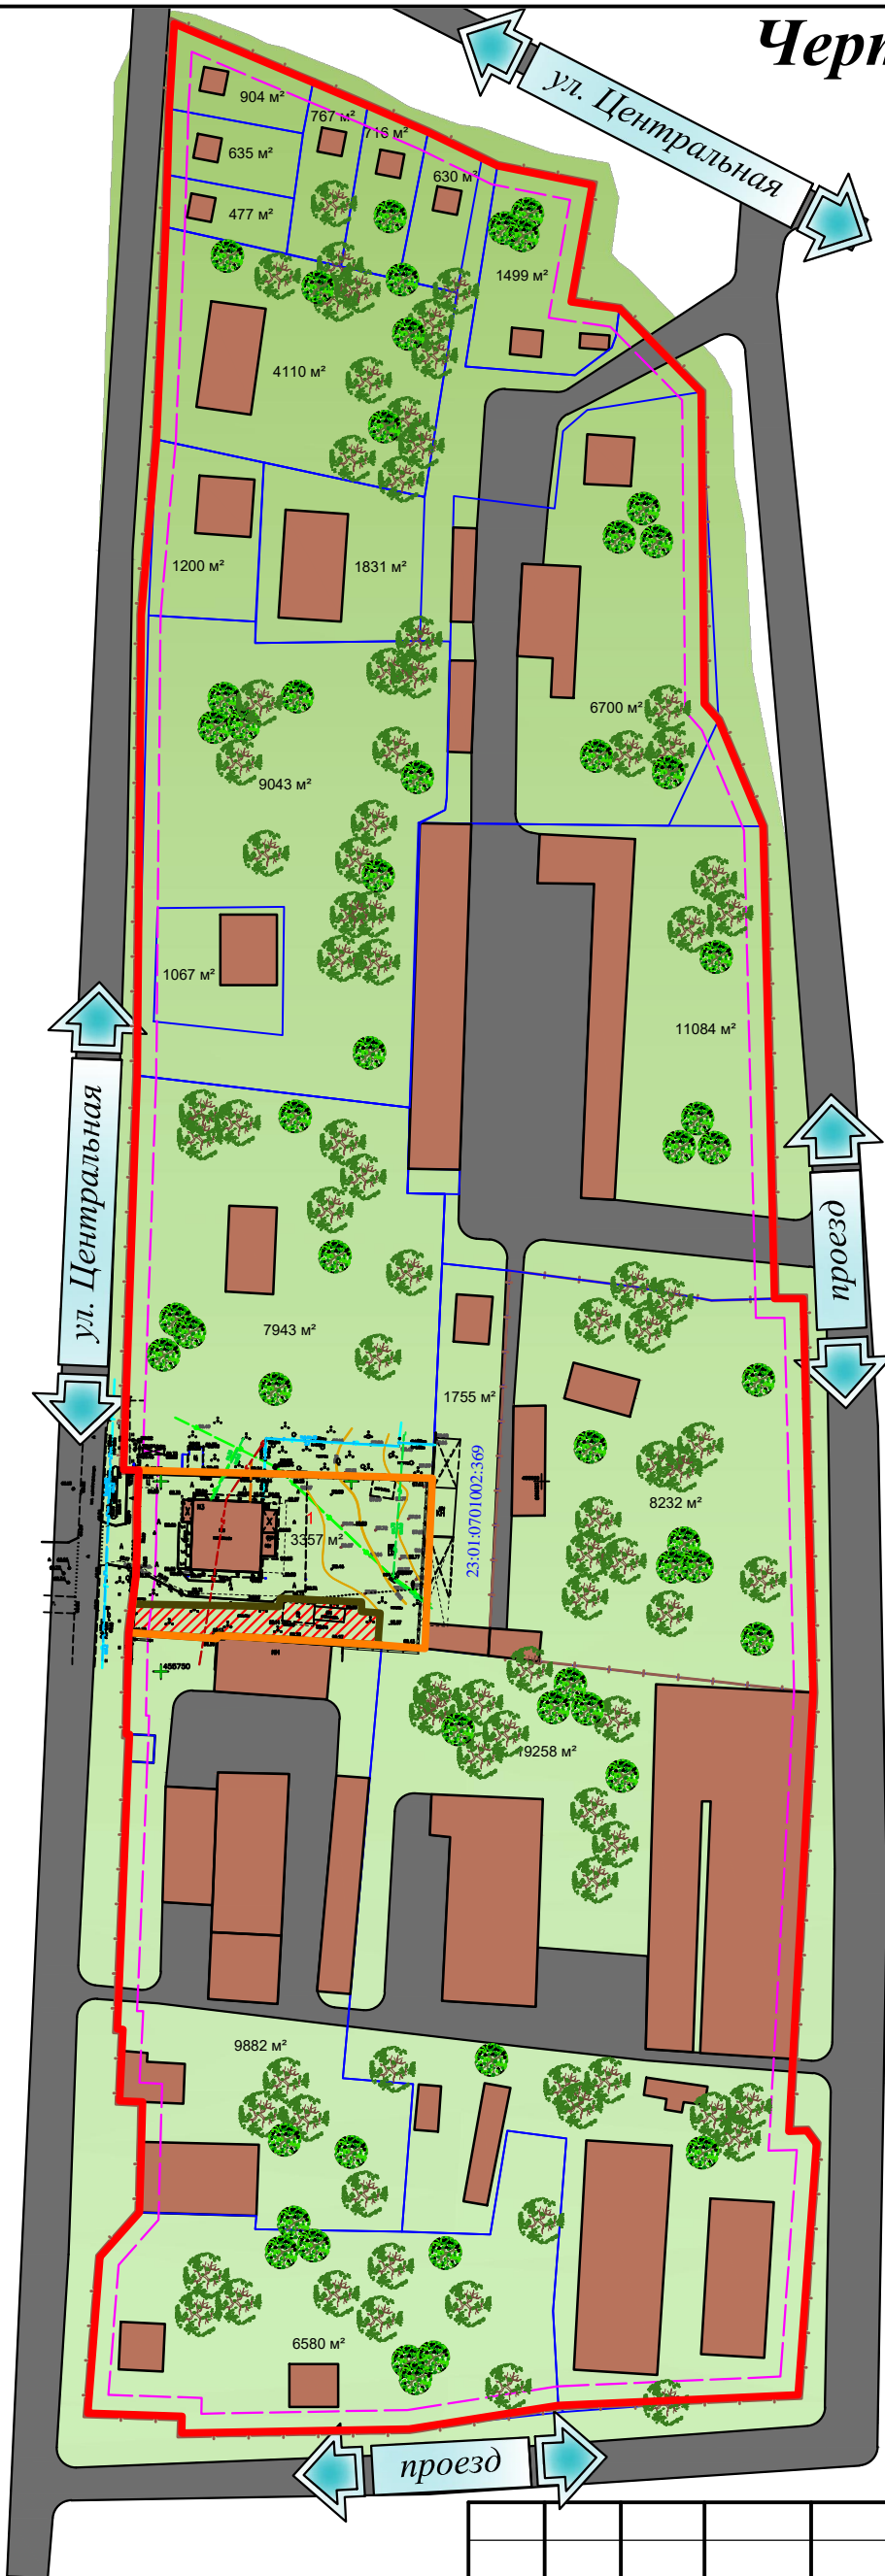 Черт
ул. Центральная
904 м²
767 м²
716 м²
635 м²
630 м²
477 м²
1499 м²
4110 м²
1200 м²
1831 м²
6700 м²
9043 м²
1067 м²
11084 м²
ул. Центральная
проезд
7943 м²
1755 м²
23:01:0701002:369
8232 м²
1
3357 м²
456750
19258 м²
9882 м²
6580 м²
проезд